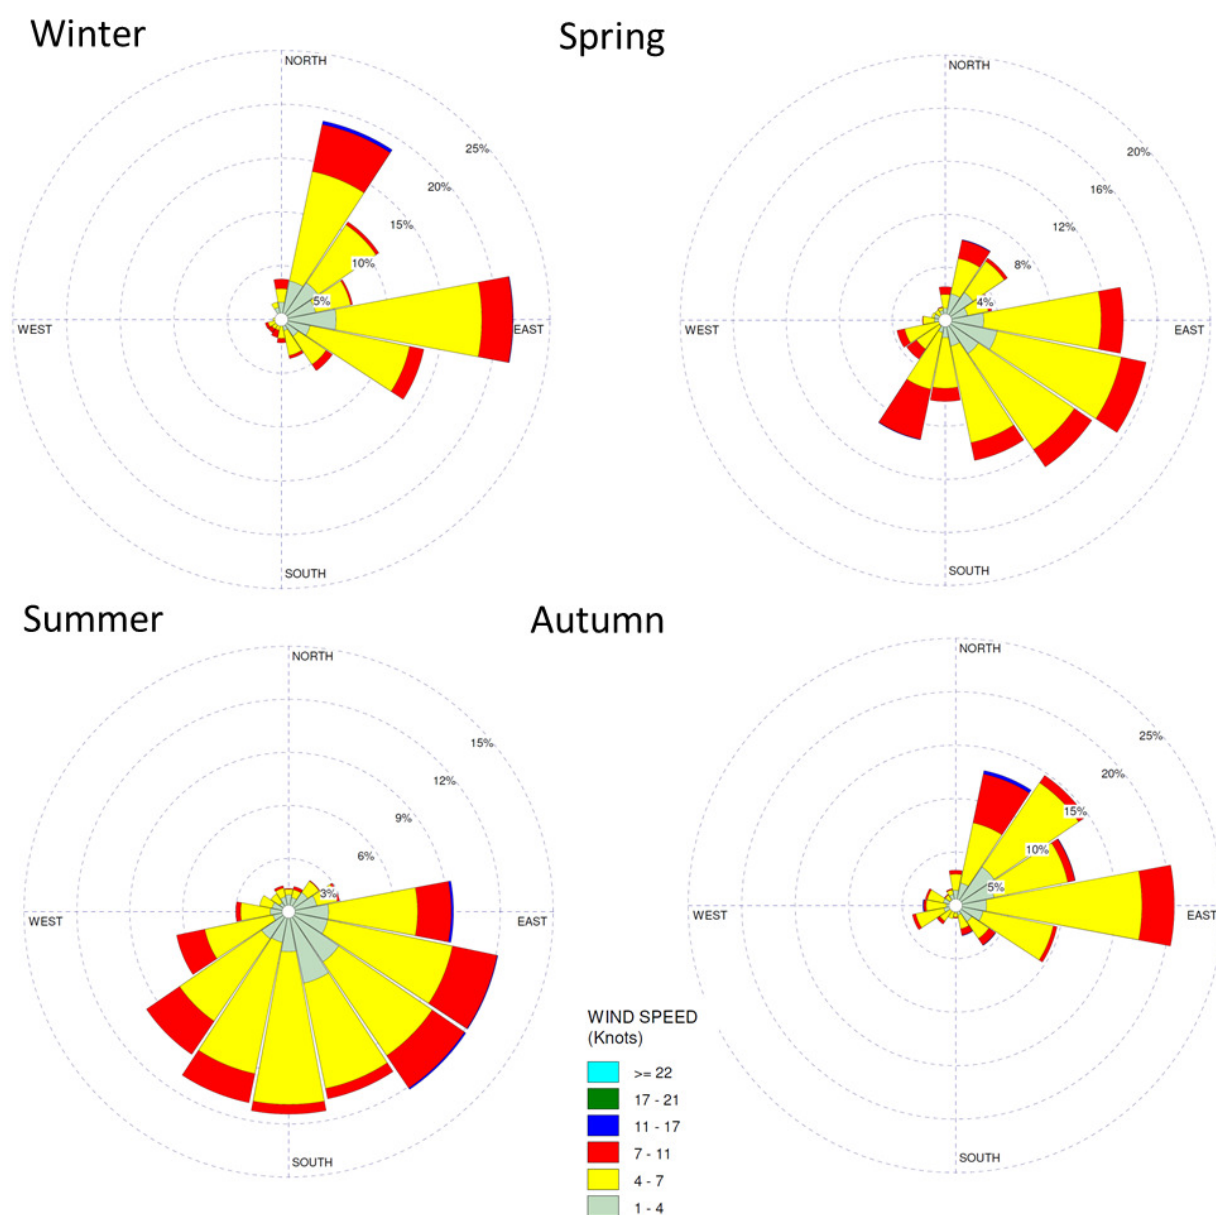 Winter
NORTH
25%
20%
15%
10%
5%
WEST
EAST
SOUTH
Spring
NORTH
20%
16%
12%
8%
4%
EAST
SOUTH
Summer
NORTH
15%
12%
9%
6%
3%
WEST
EAST
SOUTH
Autumn
NORTH
25%
20%
15%
10%
5%
WEST
EAST
SOUTH
WIND SPEED
(Knots)
>= 22
17 - 21
11 - 17
7 - 11
4 - 7
1 - 4